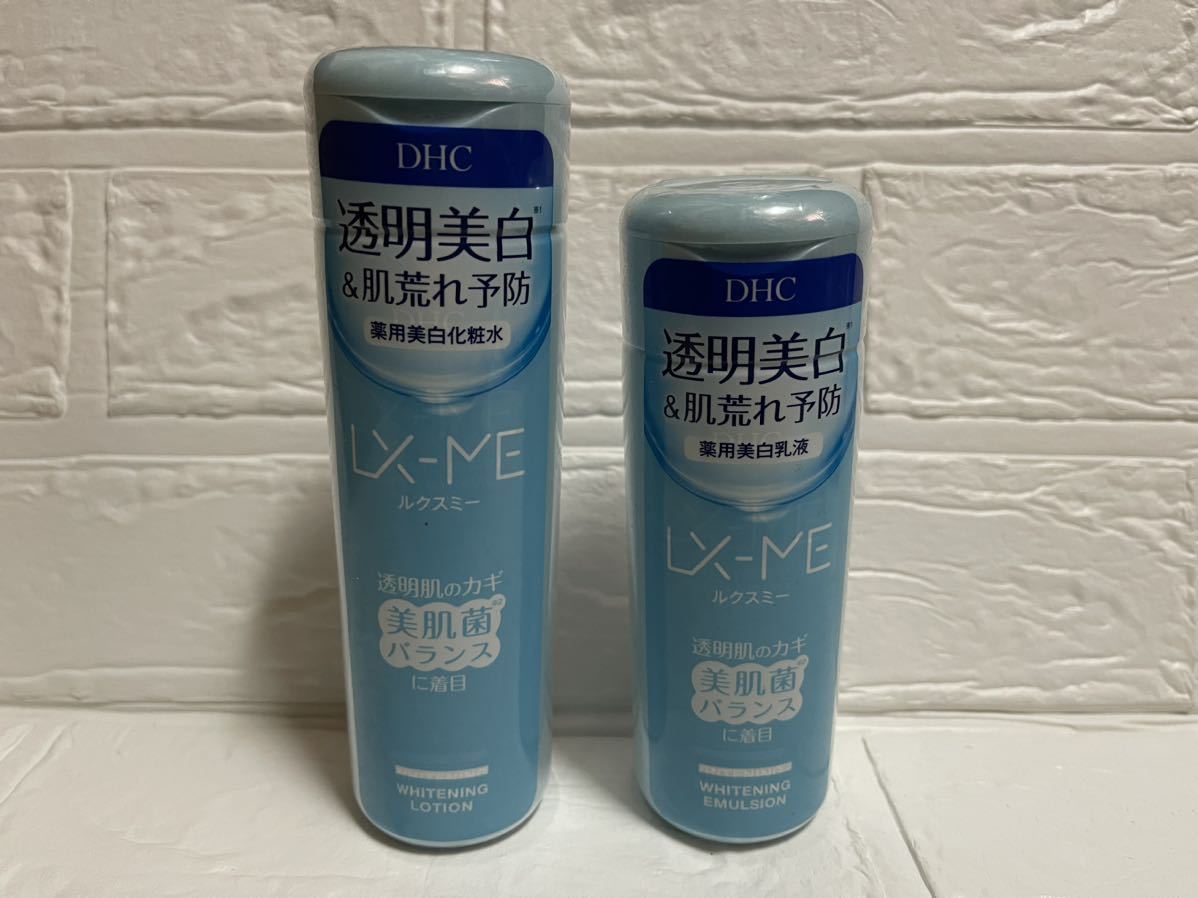 DHC
透明美白※1
&肌荒れ予防
薬用美白化粧水
LX-ME
ルクスミー
透明肌のカギ
美肌菌※2
バランス
に着目
WHITENING
LOTION
DHC
透明美白※1
&肌荒れ予防
薬用美白乳液
LX-ME
ルクスミー
透明肌のカギ
美肌菌※2
バランス
に着目
WHITENING
EMULSION